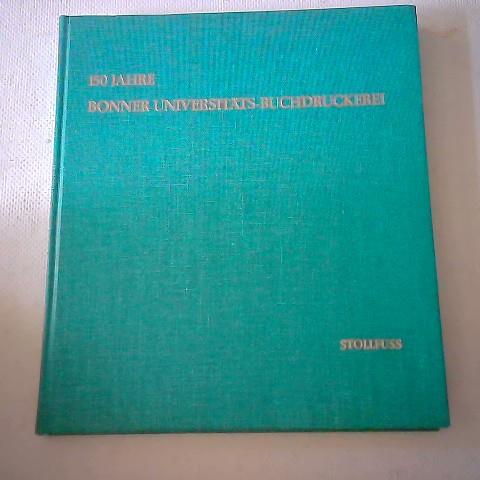 150 JAHRE
BONNER UNIVERSITÄTS-BUCHDRUCKEREI
STOLLFUSS